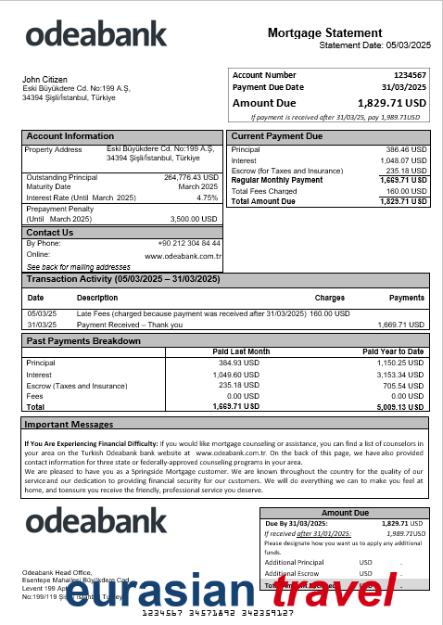 odeabank
Mortgage Statement
Statement Date: 05/03/2025
John Citizen
Eski Büyükdere Cd. No:199 A.Ş,
34394 Şişli/İstanbul, Türkiye
Account Number 1234567
Payment Due Date 31/03/2025
Amount Due 1,829.71 USD
If payment is received after 31/03/25, pay 1,989.71USD
Account Information
Property Address Eski Büyükdere Cd. No:199 A.Ş,
34394 Şişli/İstanbul, Türkiye
Outstanding Principal 264,776.43 USD
Maturity Date March 2025
Interest Rate (Until March 2025) 4.75%
Prepayment Penalty
(Until March 2025) 3,500.00 USD
Current Payment Due
Principal 386.46 USD
Interest 1,048.07 USD
Escrow (for Taxes and Insurance) 235.18 USD
Regular Monthly Payment 1,669.71 USD
Total Fees Charged 160.00 USD
Total Amount Due 1,829.71 USD
Contact Us
By Phone: +90 212 304 84 44
Online: www.odeabank.com.tr
See back for mailing addresses
Transaction Activity (05/03/2025 – 31/03/2025)
Date Description Charges Payments
05/03/25 Late Fees (charged because payment was received after 31/03/2025) 160.00 USD
31/03/25 Payment Received – Thank you 1,669.71 USD
Past Payments Breakdown
Paid Last Month Paid Year to Date
Principal 384.93 USD 1,150.25 USD
Interest 1,049.60 USD 3,153.34 USD
Escrow (Taxes and Insurance) 235.18 USD 705.54 USD
Fees 0.00 USD 0.00 USD
Total 1,669.71 USD 5,009.13 USD
Important Messages
If You Are Experiencing Financial Difficulty: if you would like mortgage counseling or assistance, you can find a list of counselors in
your area on the Turkish Odeabank bank website at www.odeabank.com.tr. On the back of this page, we have also provided
contact information for three state or federally-approved counseling programs in your area.
We are pleased to have you as a Springside Mortgage customer. We are known throughout the country for the quality of our
service and our dedication to providing financial security for our customers. We will do everything we can to make you feel at
home, and toensure you receive the friendly, professional service you deserve.
odeabank
Odeabank Head Office,
Esentepe Mahallesi Büyükdere Cad.
Levent 199 A
No:199/119 Şişli
Amount Due
Due By 31/03/2025: 1,829.71 USD
If received after 31/01/2025: 1,989.71USD
Please designate how you want us to apply any additional
funds.
Additional Principal USD .
Additional Escrow USD .
eurasian travel
1234567 34571892 342359127